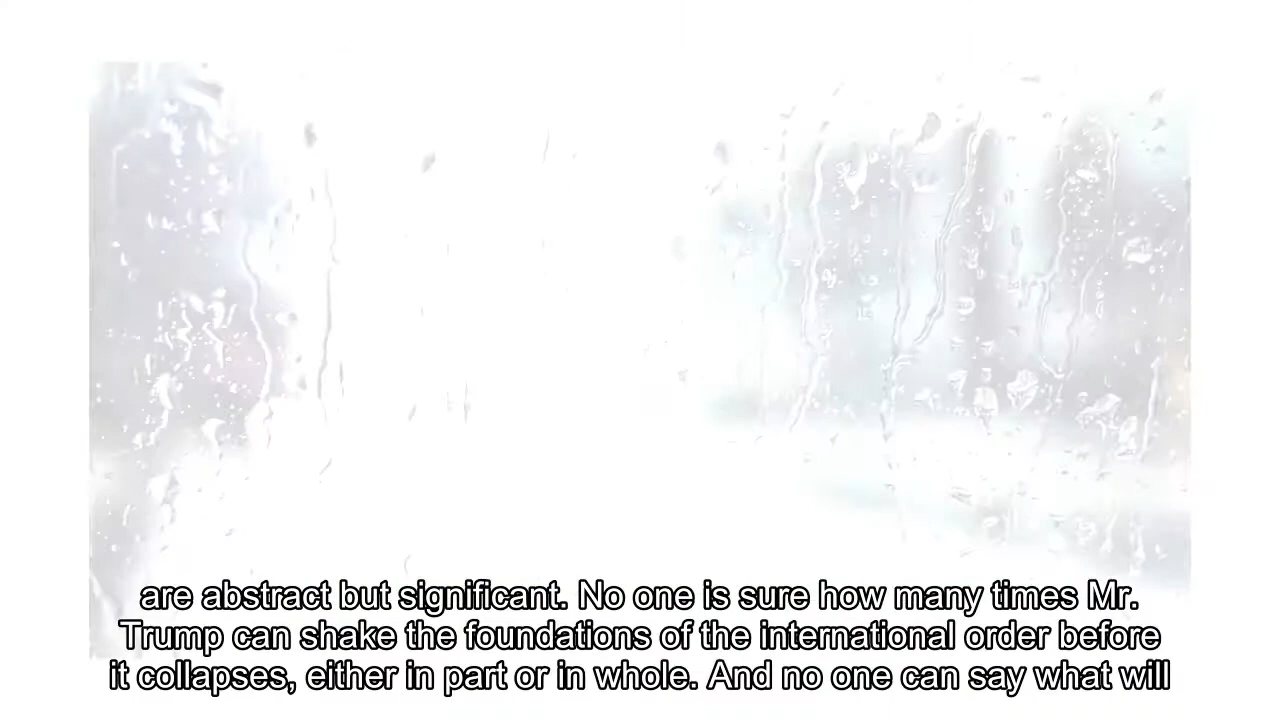 are abstract but significant. No one is sure how many times Mr.
Trump can shake the foundations of the international order before
it collapses, either in part or in whole. And no one can say what will